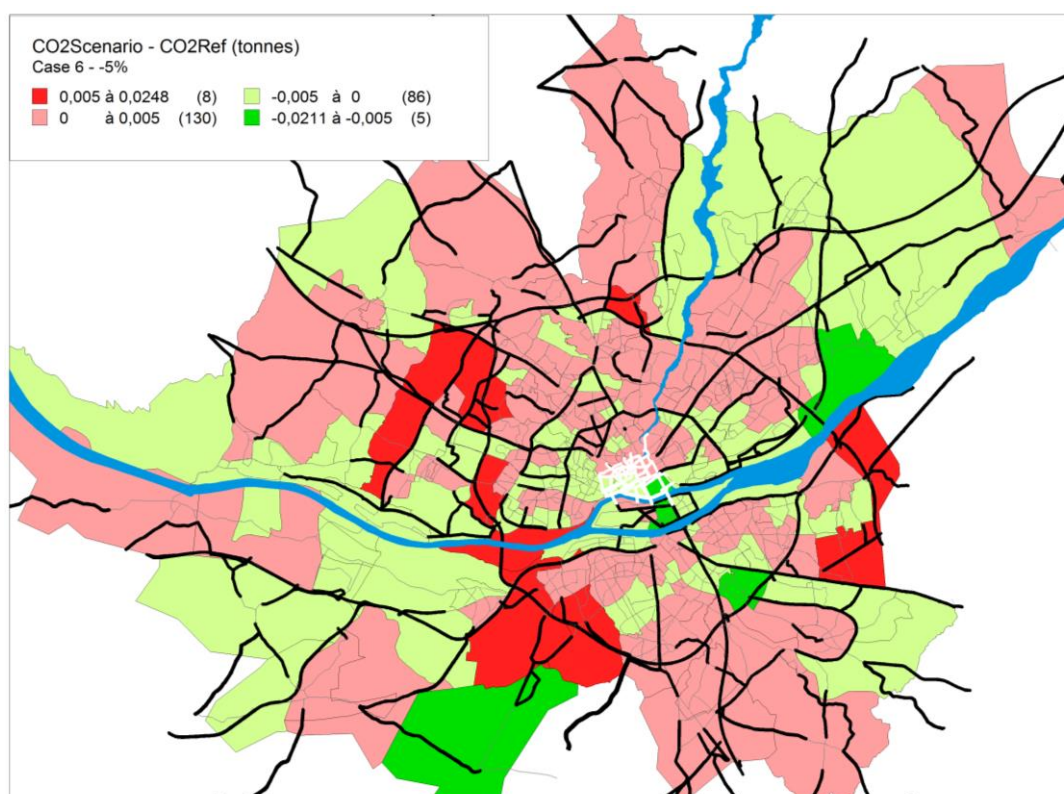 CO2Scenario - CO2Ref (tonnes)
Case 6 - -5%
0,005 à 0,0248 (8) -0,005 à 0 (86)
0 à 0,005 (130) -0,0211 à -0,005 (5)